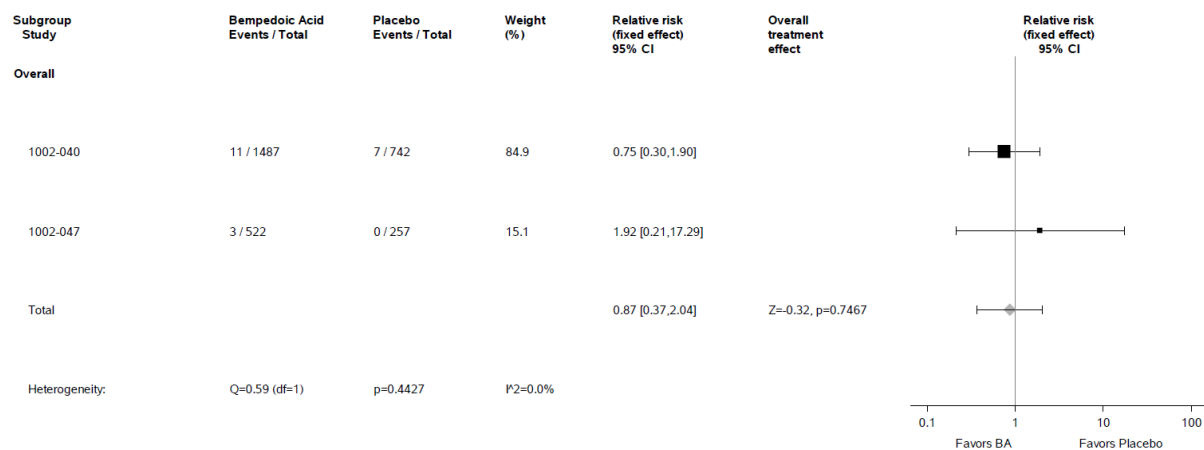 Subgroup Bempedoic Acid Placebo Weight Relative risk Overall Relative risk
Study Events / Total Events / Total (%) (fixed effect) treatment (fixed effect)
95% CI effect 95% CI
Overall
1002-040 11 / 1487 7 / 742 84.9 0.75 [0.30,1.90]
1002-047 3 / 522 0 / 257 15.1 1.92 [0.21,17.29]
Total 0.87 [0.37,2.04] Z=-0.32, p=0.7467
Heterogeneity: Q=0.59 (df=1) p=0.4427 I^2=0.0%
0.1 1 10 100
Favors BA Favors Placebo